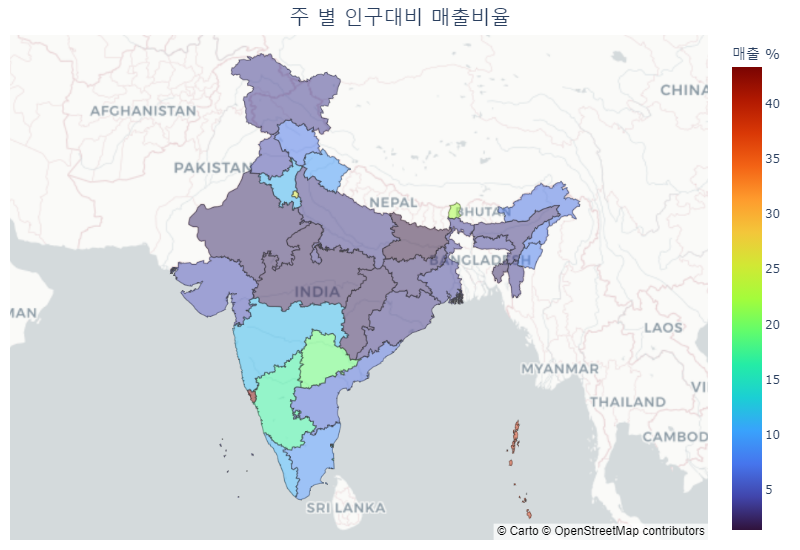 주 별 인구대비 매출비율
매출 %
AFGHANISTAN
CHINA
40
PAKISTAN
35
NEPAL
BHUTAN
30
BANGLADESH
INDIA
25
MAN
20
LAOS
MYANMAR
15
VI
THAILAND
CAMBOD
10
SRI LANKA
5
© Carto © OpenStreetMap contributors